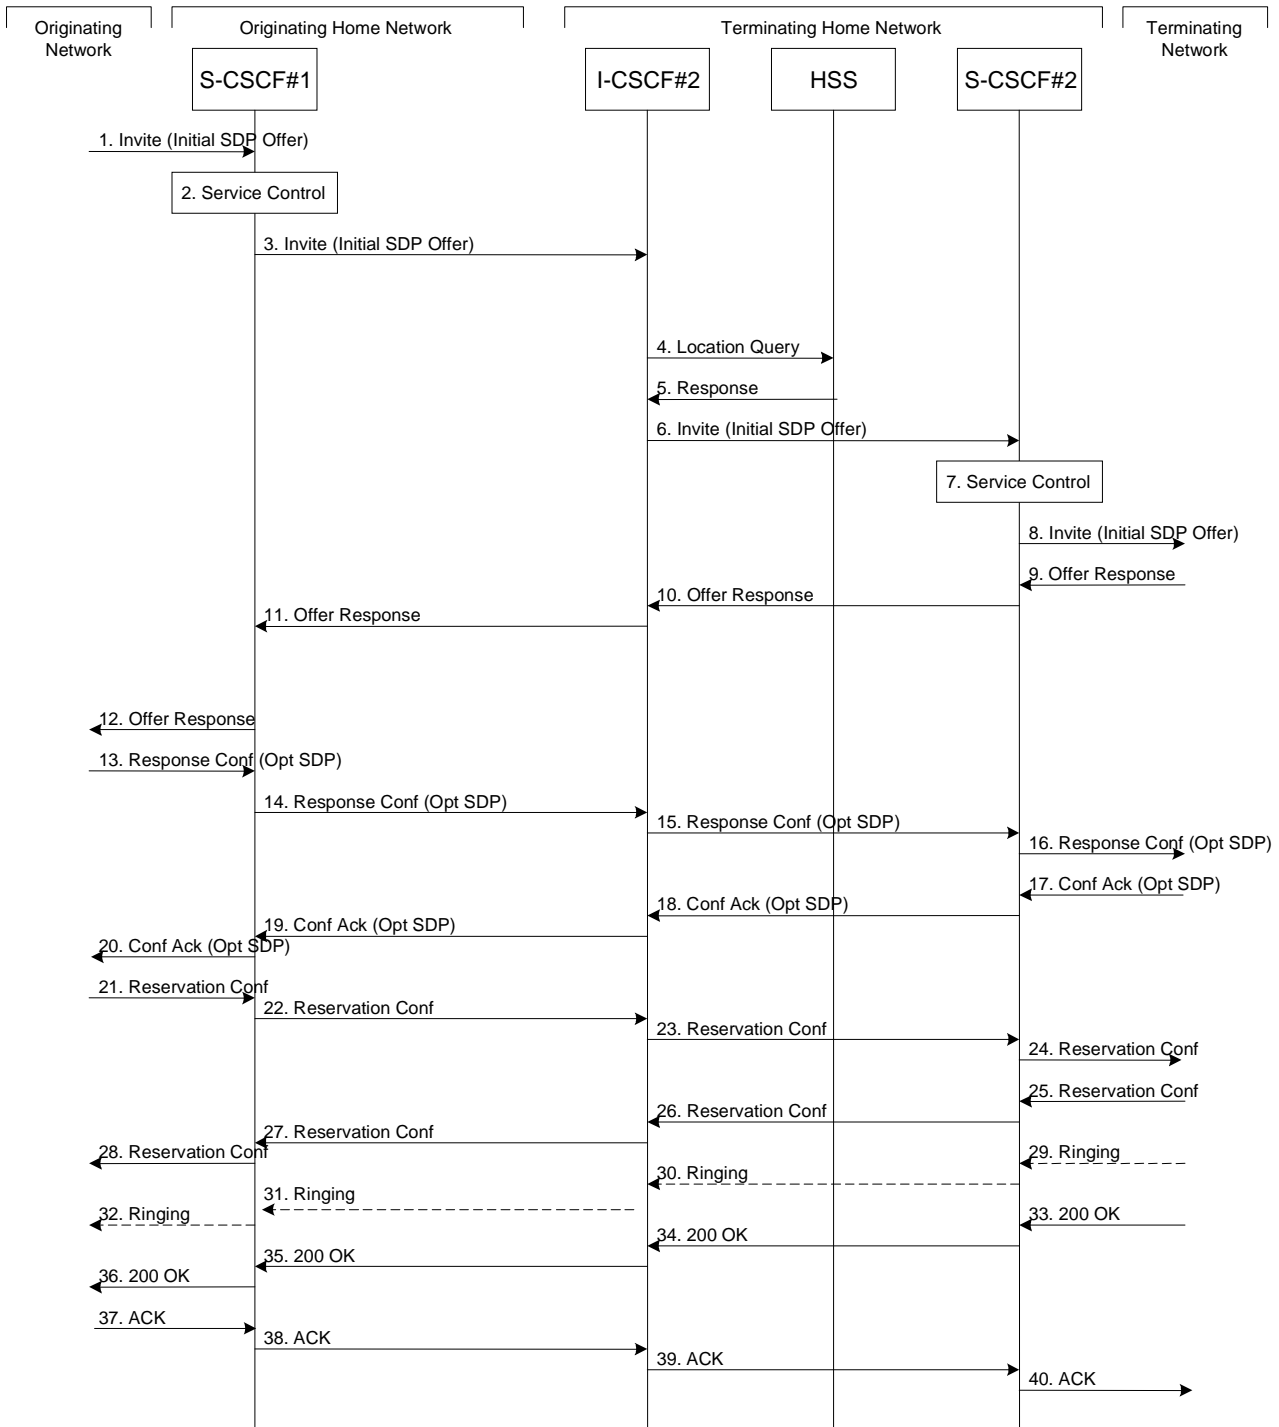 Originating
Network
Originating Home Network
Terminating Home Network
Terminating
Network
S-CSCF#1
I-CSCF#2
HSS
S-CSCF#2
1. Invite (Initial SDP Offer)
2. Service Control
3. Invite (Initial SDP Offer)
4. Location Query
5. Response
6. Invite (Initial SDP Offer)
7. Service Control
8. Invite (Initial SDP Offer)
9. Offer Response
10. Offer Response
11. Offer Response
12. Offer Response
13. Response Conf (Opt SDP)
14. Response Conf (Opt SDP)
15. Response Conf (Opt SDP)
16. Response Conf (Opt SDP)
17. Conf Ack (Opt SDP)
18. Conf Ack (Opt SDP)
19. Conf Ack (Opt SDP)
20. Conf Ack (Opt SDP)
21. Reservation Conf
22. Reservation Conf
23. Reservation Conf
24. Reservation Conf
25. Reservation Conf
26. Reservation Conf
27. Reservation Conf
28. Reservation Conf
29. Ringing
30. Ringing
31. Ringing
32. Ringing
33. 200 OK
34. 200 OK
35. 200 OK
36. 200 OK
37. ACK
38. ACK
39. ACK
40. ACK